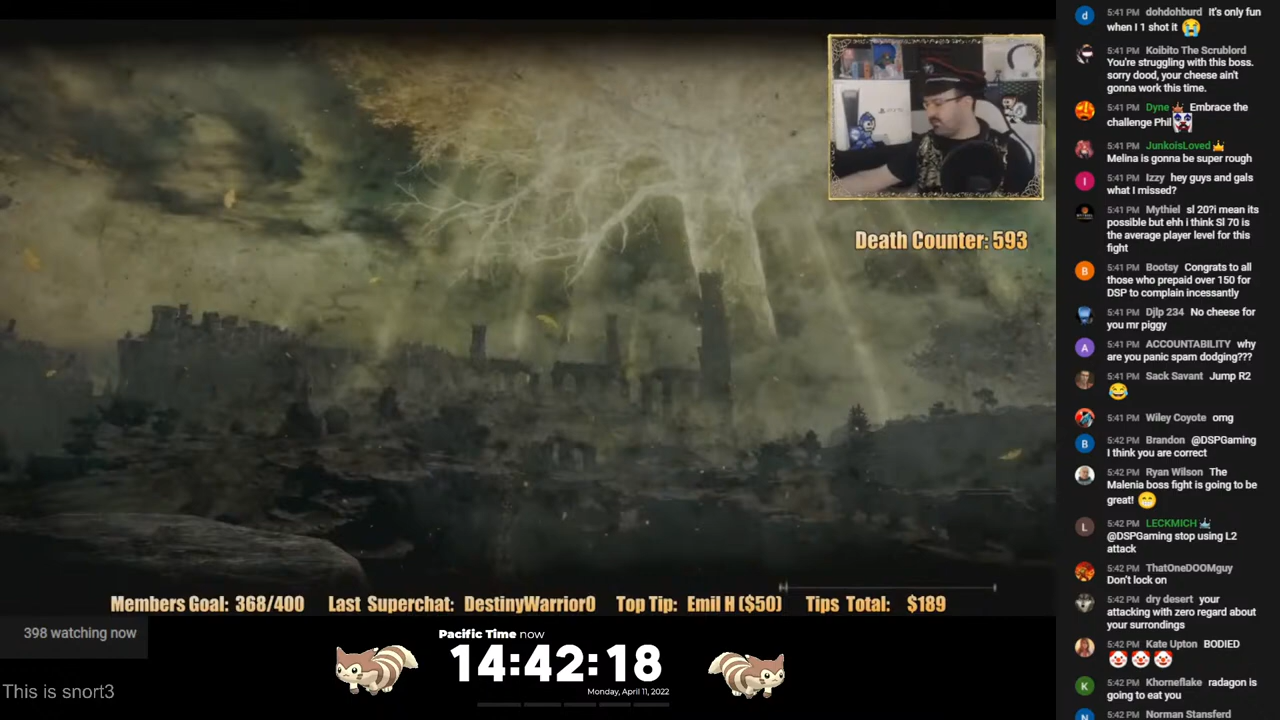 Death Counter: 593
Members Goal: 368/400 Last Superchat: DestinyWarrior0 Top Tip: Emil H ($50) Tips Total: $189
398 watching now
This is snort3
Pacific Time now
14:42:18
Monday, April 11, 2022
5:41 PM dohdohburd It's only fun
when I 1 shot it
5:41 PM Koibito The Scrublord
You're struggling with this boss.
sorry dood, your cheese ain't
gonna work this time.
5:41 PM Dyne Embrace the
challenge Phil
5:41 PM JunkoisLoved
Melina is gonna be super rough
5:41 PM Izzy hey guys and gals
what I missed?
5:41 PM Mythiel sl 20?i mean its
possible but ehh i think Sl 70 is
the average player level for this
fight
5:41 PM Bootsy Congrats to all
those who prepaid over 150 for
DSP to complain incessantly
5:41 PM Djlp 234 No cheese for
you mr piggy
5:41 PM ACCOUNTABILITY why
are you panic spam dodging???
5:41 PM Sack Savant Jump R2
5:41 PM Wiley Coyote omg
5:42 PM Brandon @DSPGaming
I think you are correct
5:42 PM Ryan Wilson The
Malenia boss fight is going to be
great!
5:42 PM LECKMICH
@DSPGaming stop using L2
attack
5:42 PM ThatOneDOOMguy
Don't lock on
5:42 PM dry desert your
attacking with zero regard about
your surrondings
5:42 PM Kate Upton BODIED
5:42 PM Khorneflake radagon is
going to eat you
5:42 PM Norman Stansferd